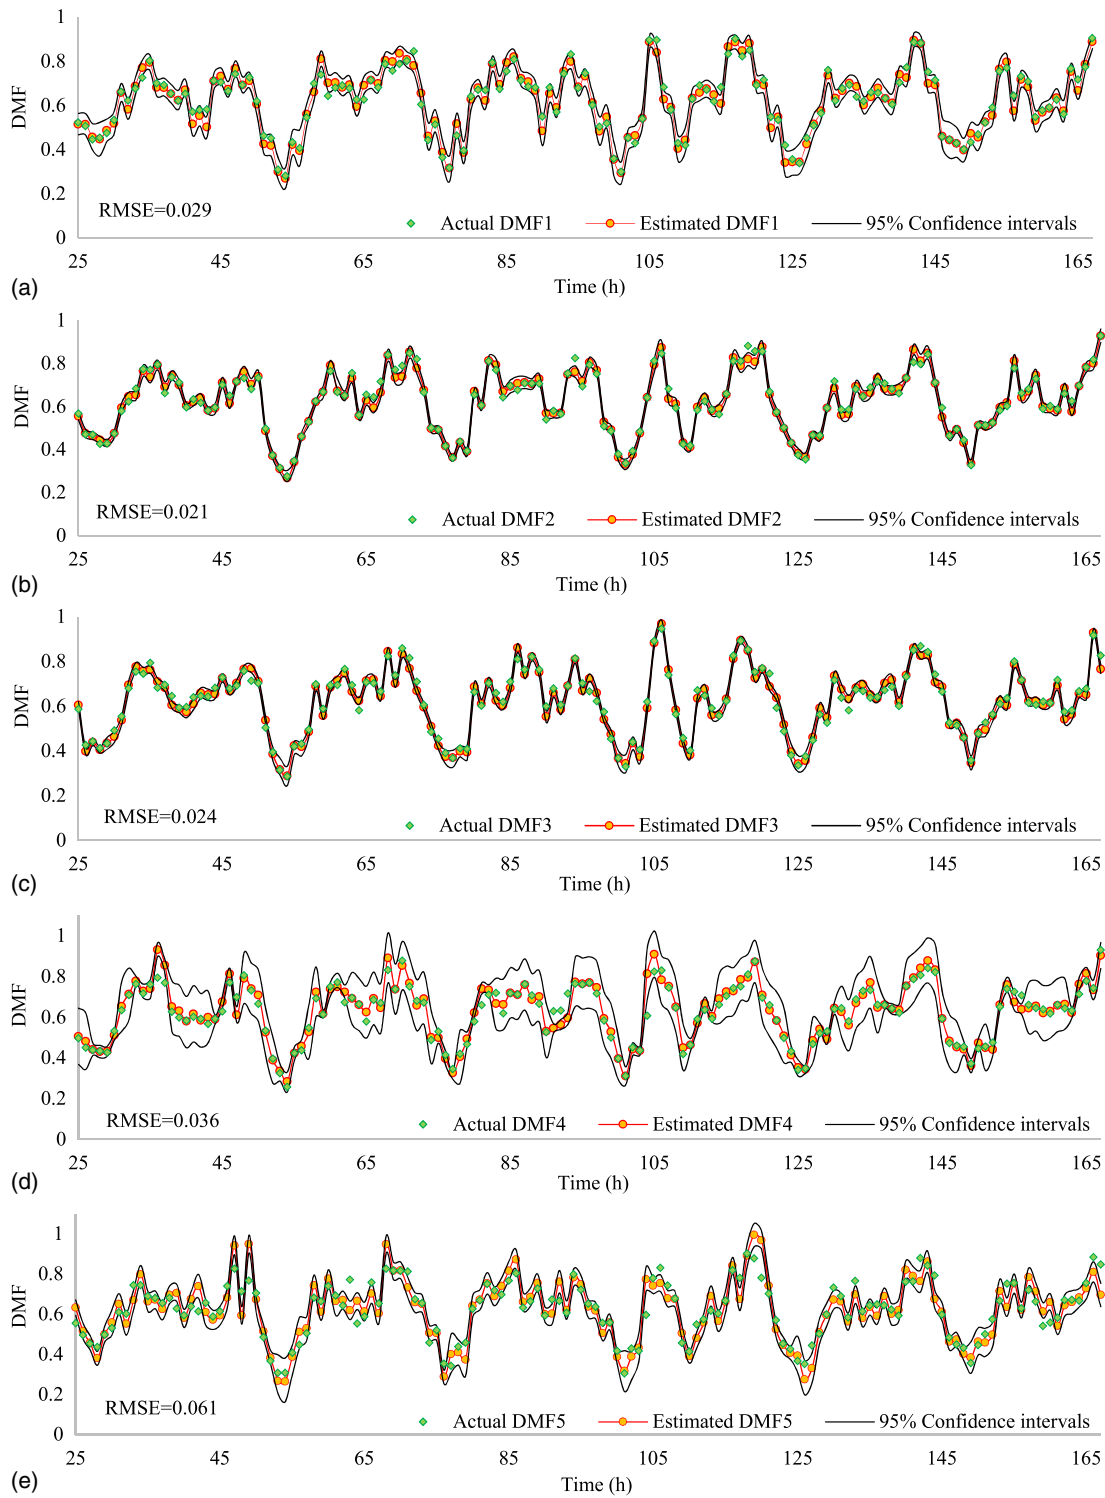 1
0.8
0.6
0.4
0.2
0
DMF
RMSE=0.029
Actual DMF1 Estimated DMF1 95% Confidence intervals
25 45 65 85 105 125 145 165
(a) Time (h)
1
0.8
0.6
0.4
0.2
0
DMF
RMSE=0.021
Actual DMF2 Estimated DMF2 95% Confidence intervals
25 45 65 85 105 125 145 165
(b) Time (h)
1
0.8
0.6
0.4
0.2
0
DMF
RMSE=0.024
Actual DMF3 Estimated DMF3 95% Confidence intervals
25 45 65 85 105 125 145 165
(c) Time (h)
1
0.8
0.6
0.4
0.2
0
DMF
RMSE=0.036
Actual DMF4 Estimated DMF4 95% Confidence intervals
25 45 65 85 105 125 145 165
(d) Time (h)
1
0.8
0.6
0.4
0.2
0
DMF
RMSE=0.061
Actual DMF5 Estimated DMF5 95% Confidence intervals
25 45 65 85 105 125 145 165
(e) Time (h)